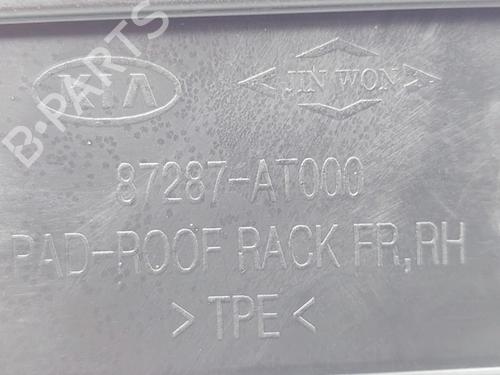 KIA
JIN WON
87287-AT000
PAD-ROOF RACK FR,RH
>TPE<
B-PARTS